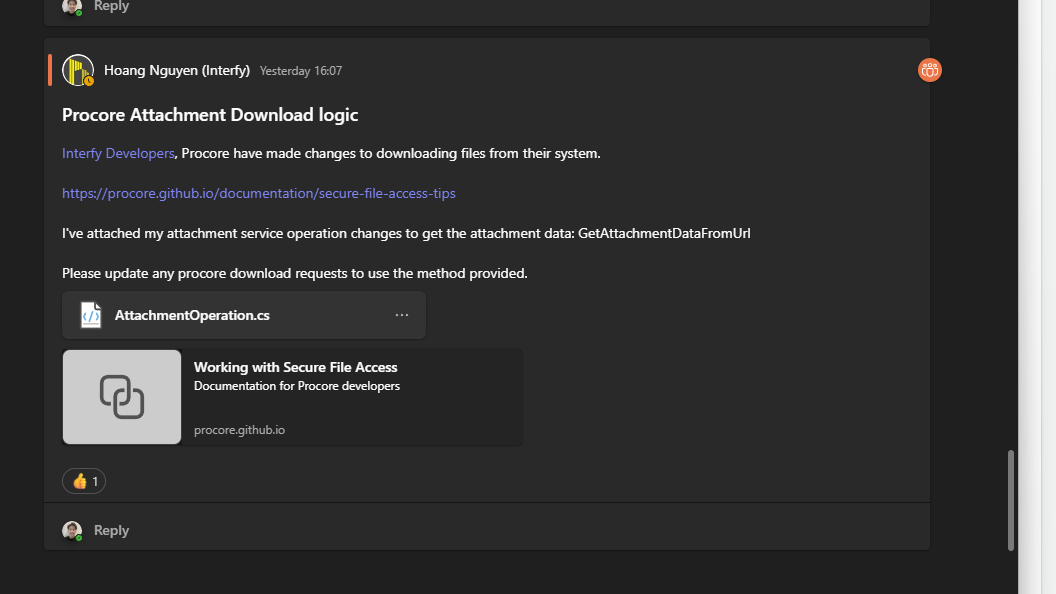 Reply
Hoang Nguyen (Interfy) Yesterday 16:07
Procore Attachment Download logic
Interfy Developers, Procore have made changes to downloading files from their system.
https://procore.github.io/documentation/secure-file-access-tips
I've attached my attachment service operation changes to get the attachment data: GetAttachmentDataFromUrl
Please update any procore download requests to use the method provided.
AttachmentOperation.cs
Working with Secure File Access
Documentation for Procore developers
procore.github.io
👍 1
Reply